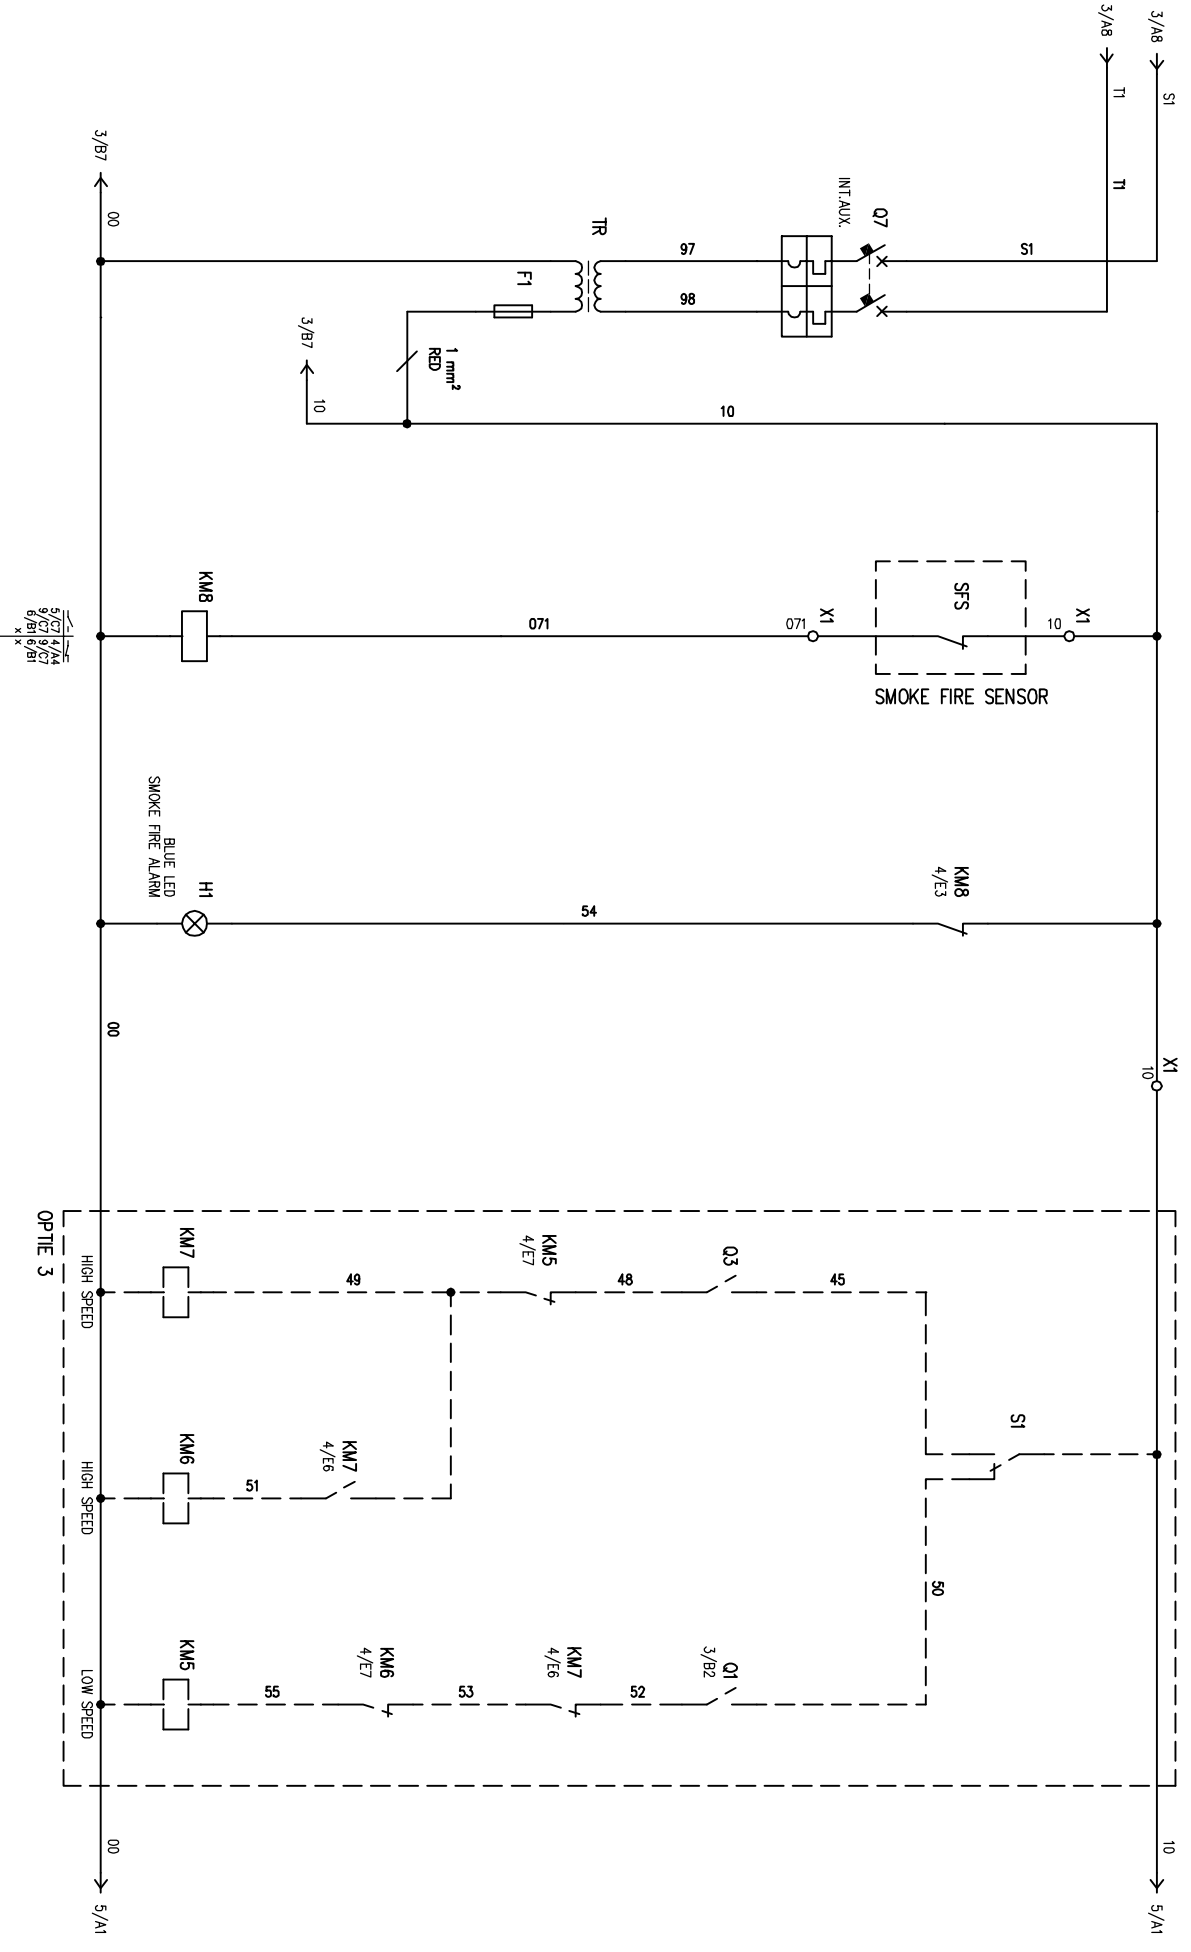 3/A8
S1
3/A8
T1
T1
S1
Q7
INT.AUX.
97
98
TR
F1
1 mm²
RED
10
3/B7
10
3/B7
00
X1
10
SFS
SMOKE FIRE SENSOR
X1
071
071
KM8
5/C7 4/A4
9/C7 9/C7
6/B1 6/B1
x x
KM8
4/E3
54
H1
BLUE LED
SMOKE FIRE ALARM
00
X1
10
S1
45
Q3
48
KM5
4/E7
49
KM7
HIGH SPEED
KM7
4/E6
51
KM6
HIGH SPEED
50
Q1
3/B2
52
KM7
4/E6
53
KM6
4/E7
55
KM5
LOW SPEED
OPTIE 3
10
5/A1
00
5/A1